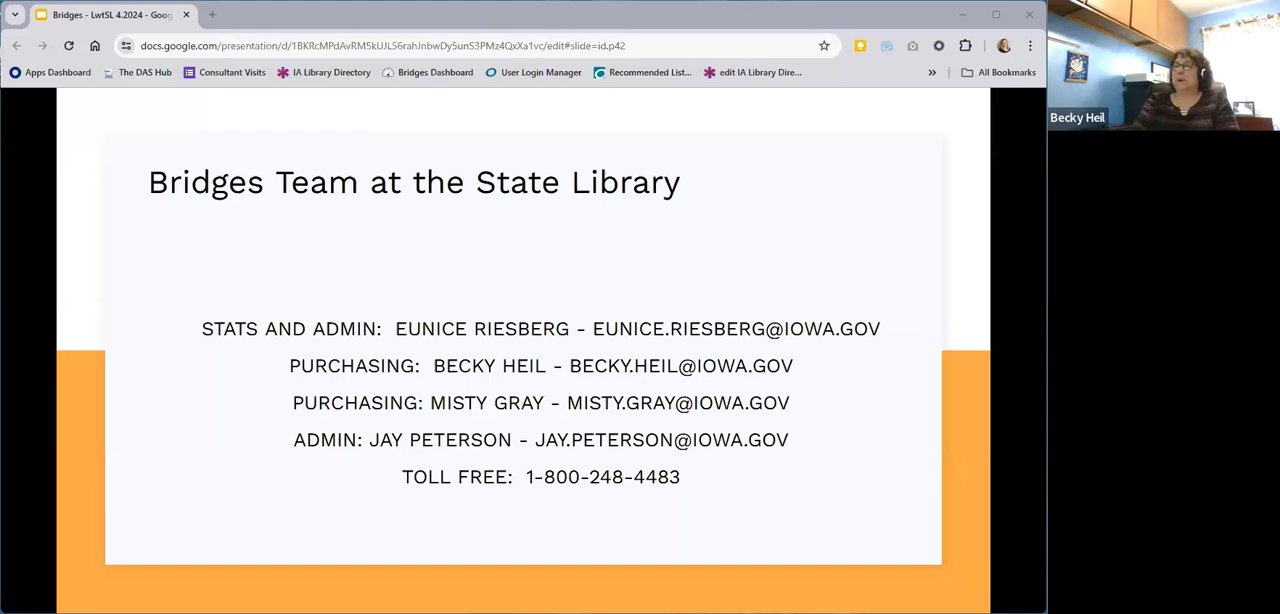 Bridges - LwtSL 4.2024 - Goog
docs.google.com/presentation/d/1BKRcMPdAvRM5kUJL56rahJnbwDy5unS3PMz4QxXa1vc/edit#slide=id.p42
Apps Dashboard The DAS Hub Consultant Visits IA Library Directory Bridges Dashboard User Login Manager Recommended List... edit IA Library Dire... All Bookmarks
Becky Heil
Bridges Team at the State Library
STATS AND ADMIN: EUNICE RIESBERG - EUNICE.RIESBERG@IOWA.GOV
PURCHASING: BECKY HEIL - BECKY.HEIL@IOWA.GOV
PURCHASING: MISTY GRAY - MISTY.GRAY@IOWA.GOV
ADMIN: JAY PETERSON - JAY.PETERSON@IOWA.GOV
TOLL FREE: 1-800-248-4483